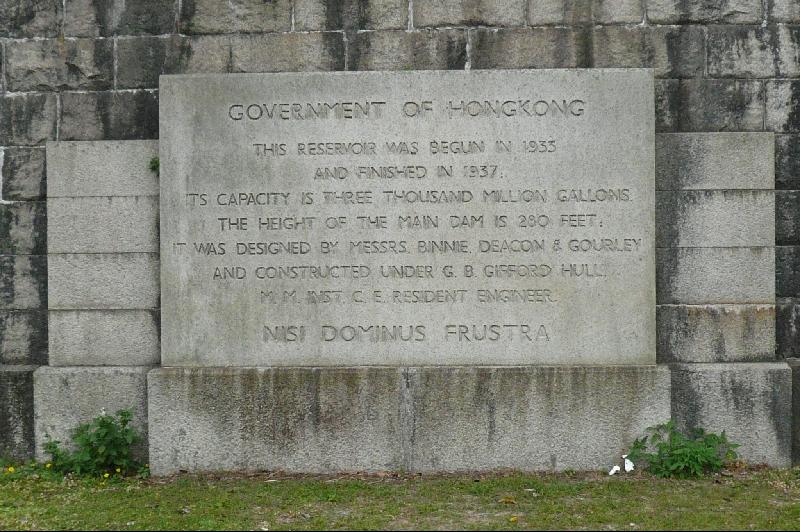 GOVERNMENT OF HONGKONG
THIS RESERVOIR WAS BEGUN IN 1933
AND FINISHED IN 1937:
ITS CAPACITY IS THREE THOUSAND MILLION GALLONS.
THE HEIGHT OF THE MAIN DAM IS 280 FEET:
IT WAS DESIGNED BY MESSRS. BINNIE, DEACON & GOURLEY
AND CONSTRUCTED UNDER G. B. GIFFORD HULL,
M. M. INST. C. E. RESIDENT ENGINEER.
NISI DOMINUS FRUSTRA